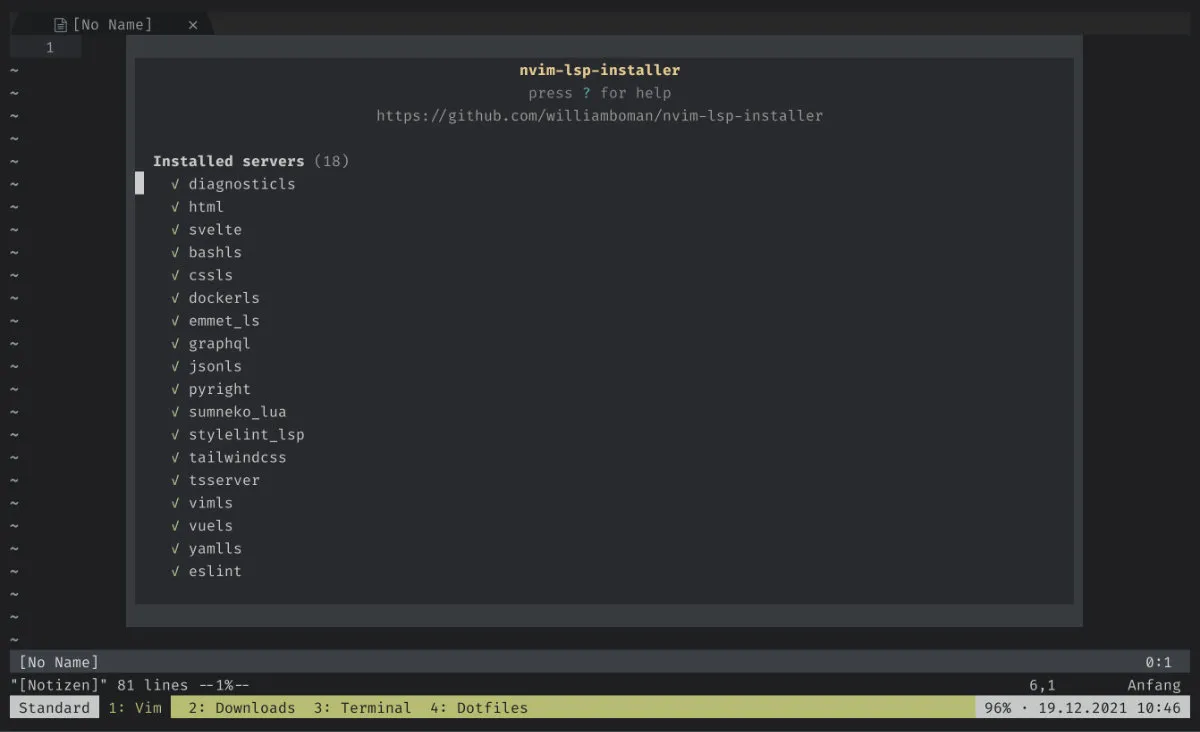 [No Name] ×
1
nvim-lsp-installer
press ? for help
https://github.com/williamboman/nvim-lsp-installer
Installed servers (18)
√ diagnosticls
√ html
√ svelte
√ bashls
√ cssls
√ dockerls
√ emmet_ls
√ graphql
√ jsonls
√ pyright
√ sumneko_lua
√ stylelint_lsp
√ tailwindcss
√ tsserver
√ vimls
√ vuels
√ yamlls
√ eslint
[No Name] 0:1
"[Notizen]" 81 lines --1%-- 6,1 Anfang
Standard 1: Vim 2: Downloads 3: Terminal 4: Dotfiles 96% · 19.12.2021 10:46